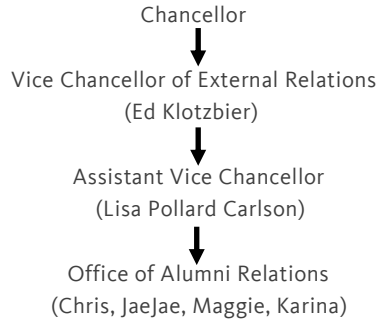 Chancellor
Vice Chancellor of External Relations
(Ed Klotzbier)
Assistant Vice Chancellor
(Lisa Pollard Carlson)
Office of Alumni Relations
(Chris, JaeJae, Maggie, Karina)